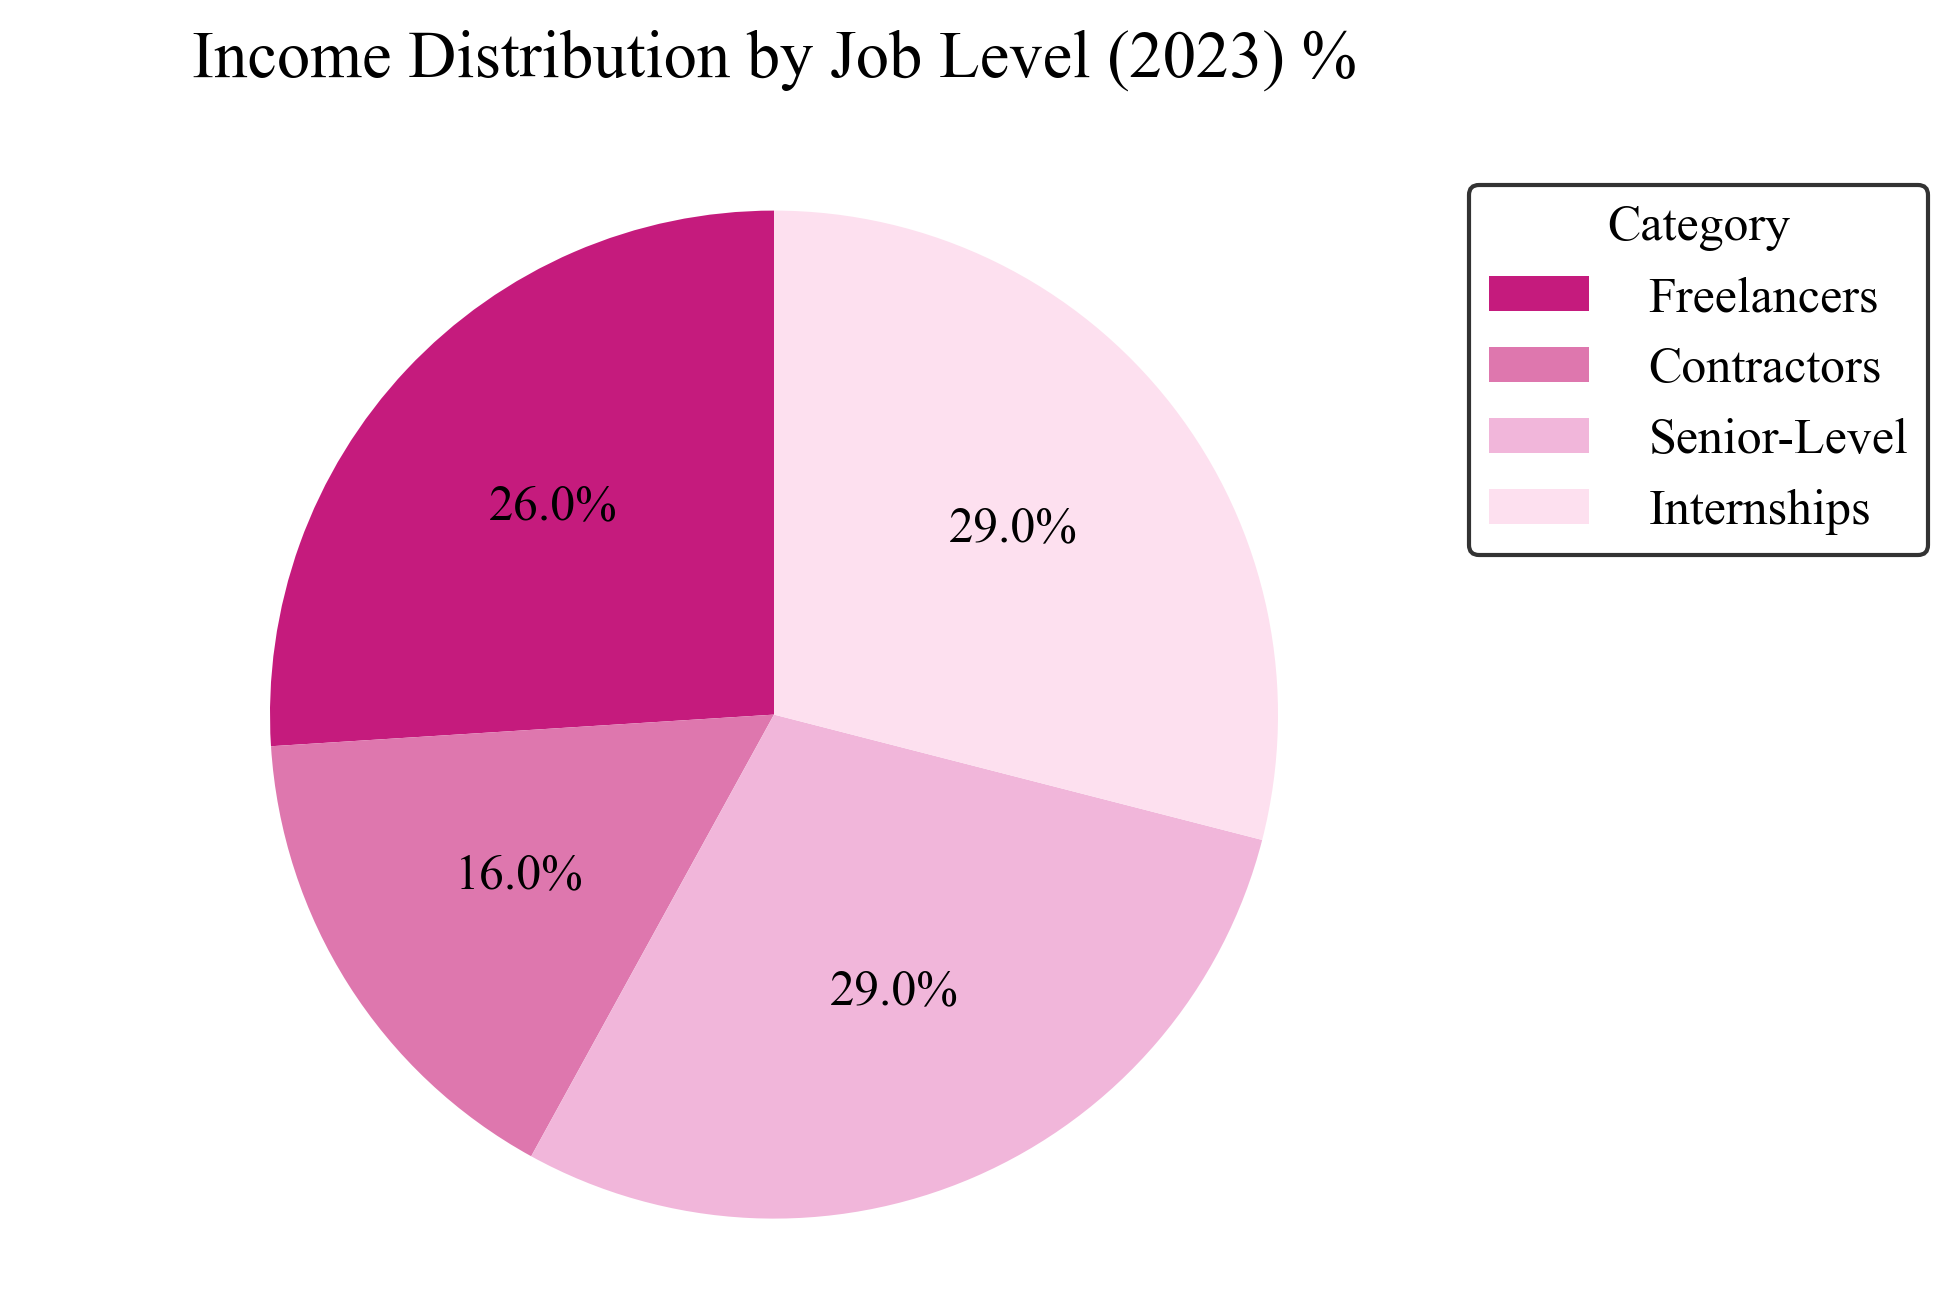 Income Distribution by Job Level (2023) %
Category
Freelancers
Contractors
Senior-Level
Internships
26.0%
29.0%
16.0%
29.0%